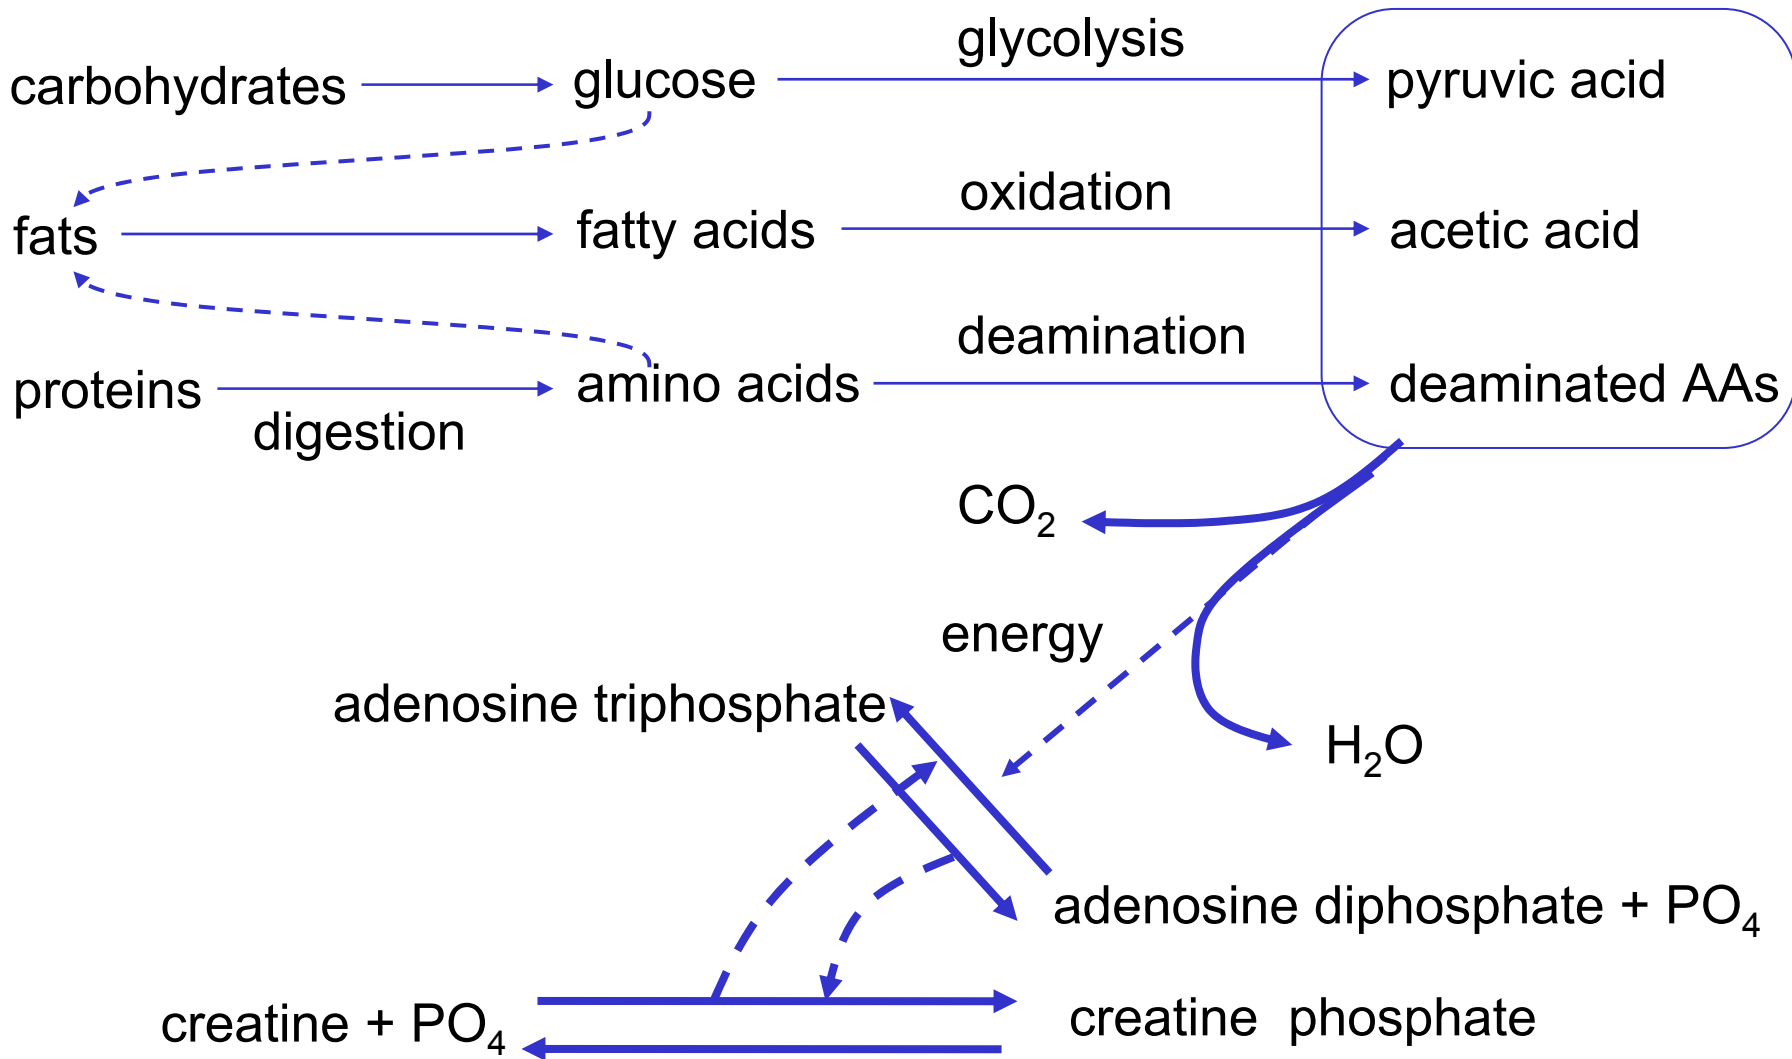 glycolysis
carbohydrates glucose pyruvic acid
oxidation
fats fatty acids acetic acid
deamination
proteins amino acids deaminated AAs
digestion
CO₂
energy
adenosine triphosphate
H₂O
adenosine diphosphate + PO₄
creatine + PO₄ creatine phosphate